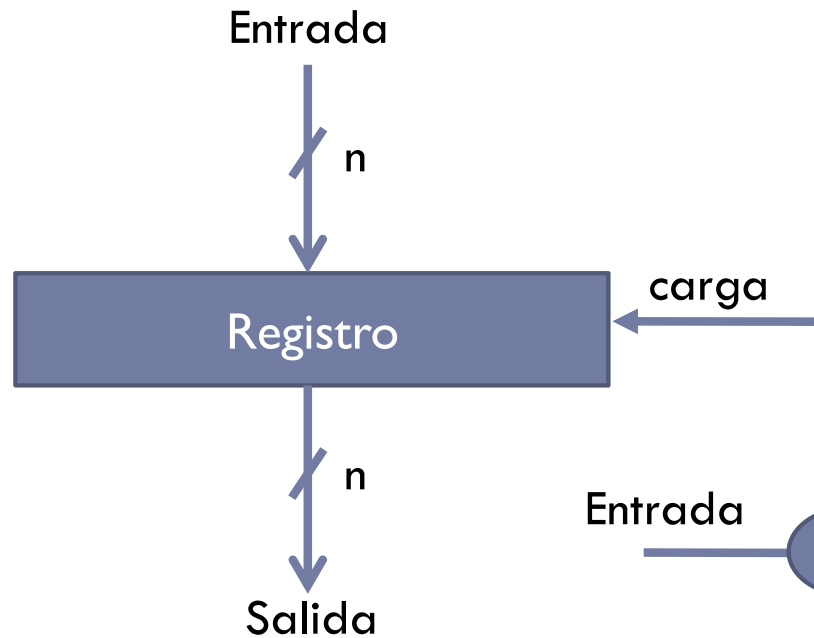 Entrada
n
carga
Registro
n
Entrada
Salida